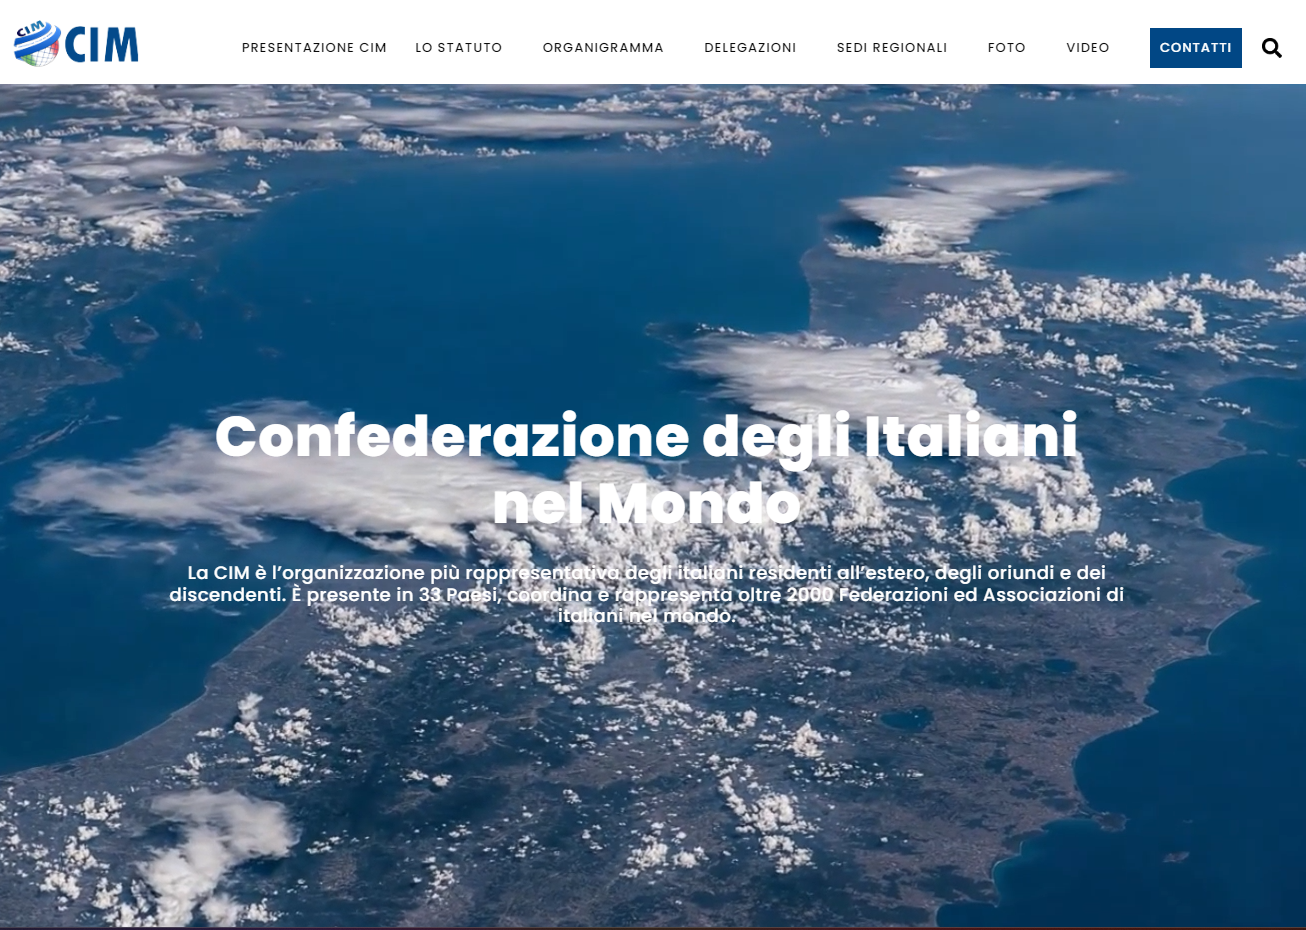 CIM
CIM
PRESENTAZIONE CIM
LO STATUTO
ORGANIGRAMMA
DELEGAZIONI
SEDI REGIONALI
FOTO
VIDEO
CONTATTI
Confederazione degli Italiani
nel Mondo
La CIM è l’organizzazione più rappresentativa degli italiani residenti all’estero, degli oriundi e dei
discendenti. È presente in 33 Paesi, coordina e rappresenta oltre 2000 Federazioni ed Associazioni di
italiani nel mondo.